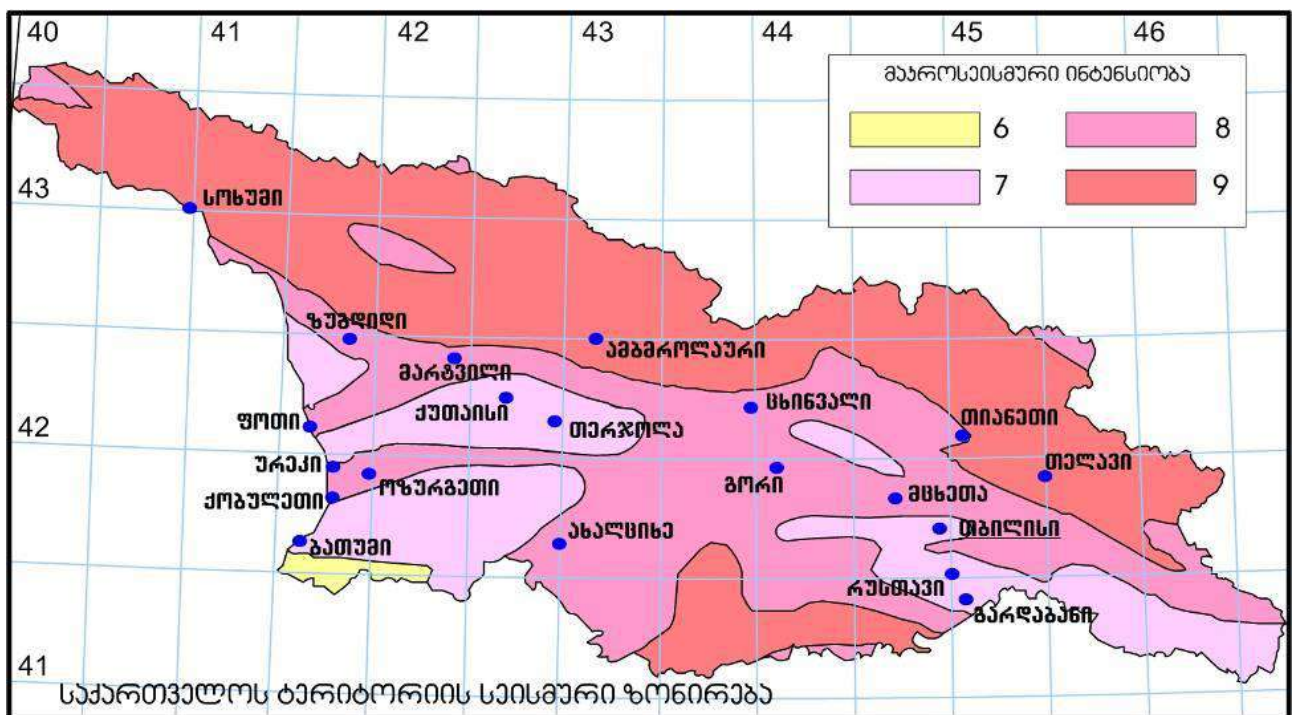 40 41 42 43 44 45 46
მაკროსეისმური ინტენსიობა
6 8
7 9
43
სოხუმი
ზუგდიდი
ამბმროლაური
მარტვილი
ქუთაისი
ცხინვალი
ფოთი
თერჯოლა
თიანეთი
42
ურეკი
თელავი
ოზურგეთი
გორი
ქობულეთი
მცხეთა
ახალციხე
თბილისი
ბათუმი
რუსთავი
გარდაბანი
41
საქართველოს ტერიტორიის სეისმური ზონირება